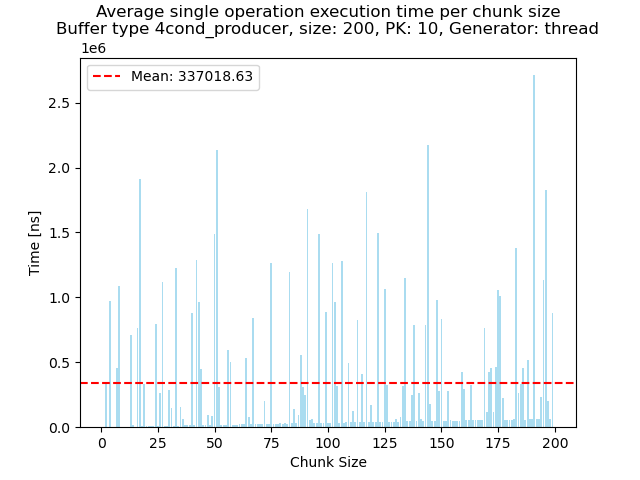 Average single operation execution time per chunk size
Buffer type 4cond_producer, size: 200, PK: 10, Generator: thread
1e6
Mean: 337018.63
2.5
2.0
1.5
1.0
0.5
0.0
Time [ns]
0 25 50 75 100 125 150 175 200
Chunk Size